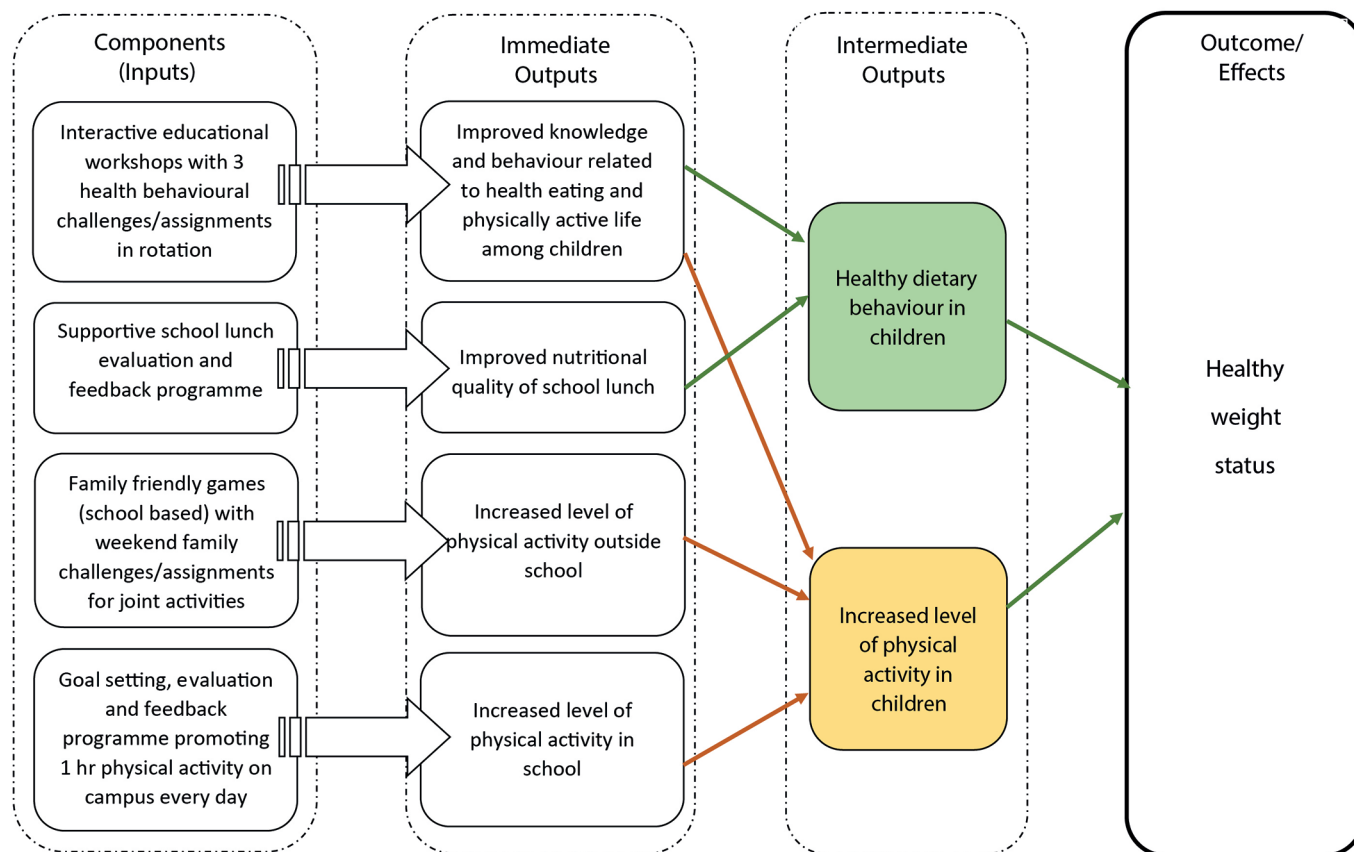 Components
(Inputs)
Interactive educational
workshops with 3
health behavioural
challenges/assignments
in rotation
Supportive school lunch
evaluation and
feedback programme
Family friendly games
(school based) with
weekend family
challenges/assignments
for joint activities
Goal setting, evaluation
and feedback
programme promoting
1 hr physical activity on
campus every day
Immediate
Outputs
Improved knowledge
and behaviour related
to health eating and
physically active life
among children
Improved nutritional
quality of school lunch
Increased level of
physical activity outside
school
Increased level of
physical activity in
school
Intermediate
Outputs
Healthy dietary
behaviour in
children
Increased level
of physical
activity in
children
Outcome/
Effects
Healthy
weight
status